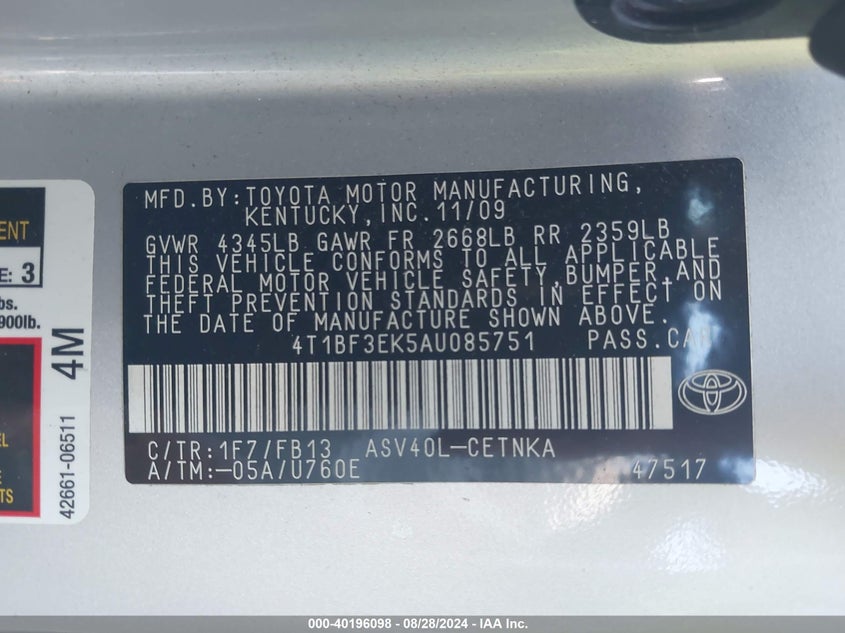 MFD.BY:TOYOTA MOTOR MANUFACTURING,
KENTUCKY,INC.11/09
GVWR 4345LB GAWR FR 2668LB RR 2359LB
THIS VEHICLE CONFORMS TO ALL APPLICABLE
FEDERAL MOTOR VEHICLE SAFETY,BUMPER,AND
THEFT PREVENTION STANDARDS IN EFFECT ON
THE DATE OF MANUFACTURE SHOWN ABOVE.
4T1BF3EK5AU085751 PASS.CAR
C/TR:1F7/FB13 ASV40L-CETNKA
A/TM:-05A/U760E 47517
E: 3
900lb.
4M
42661-06511
000-40196098 - 08/28/2024 - IAA Inc.